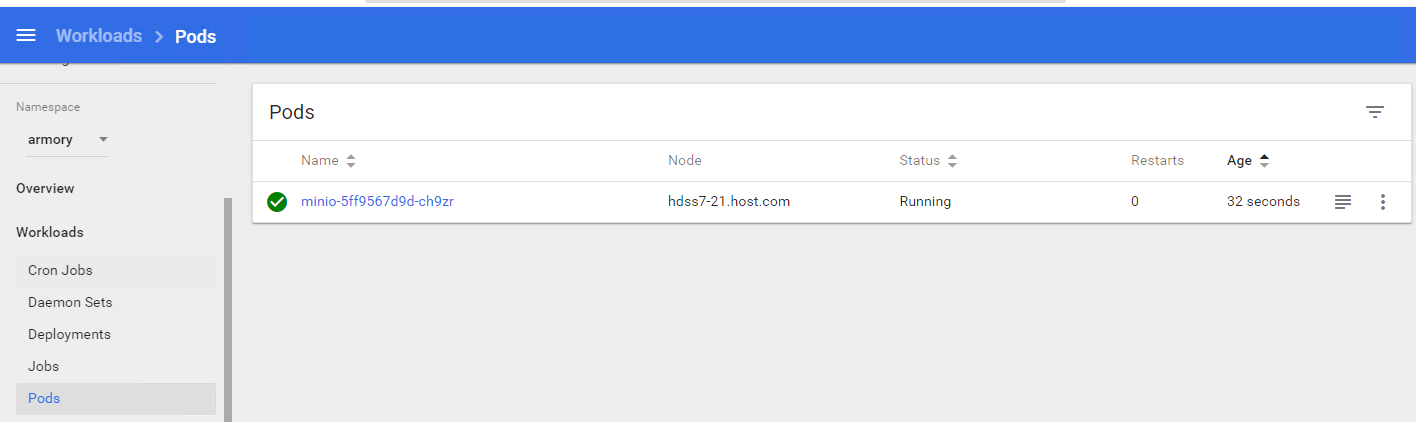 Workloads > Pods
Namespace
armory
Overview
Workloads
Cron Jobs
Daemon Sets
Deployments
Jobs
Pods
Pods
Name Node Status Restarts Age
minio-5ff9567d9d-ch9zr hdss7-21.host.com Running 0 32 seconds